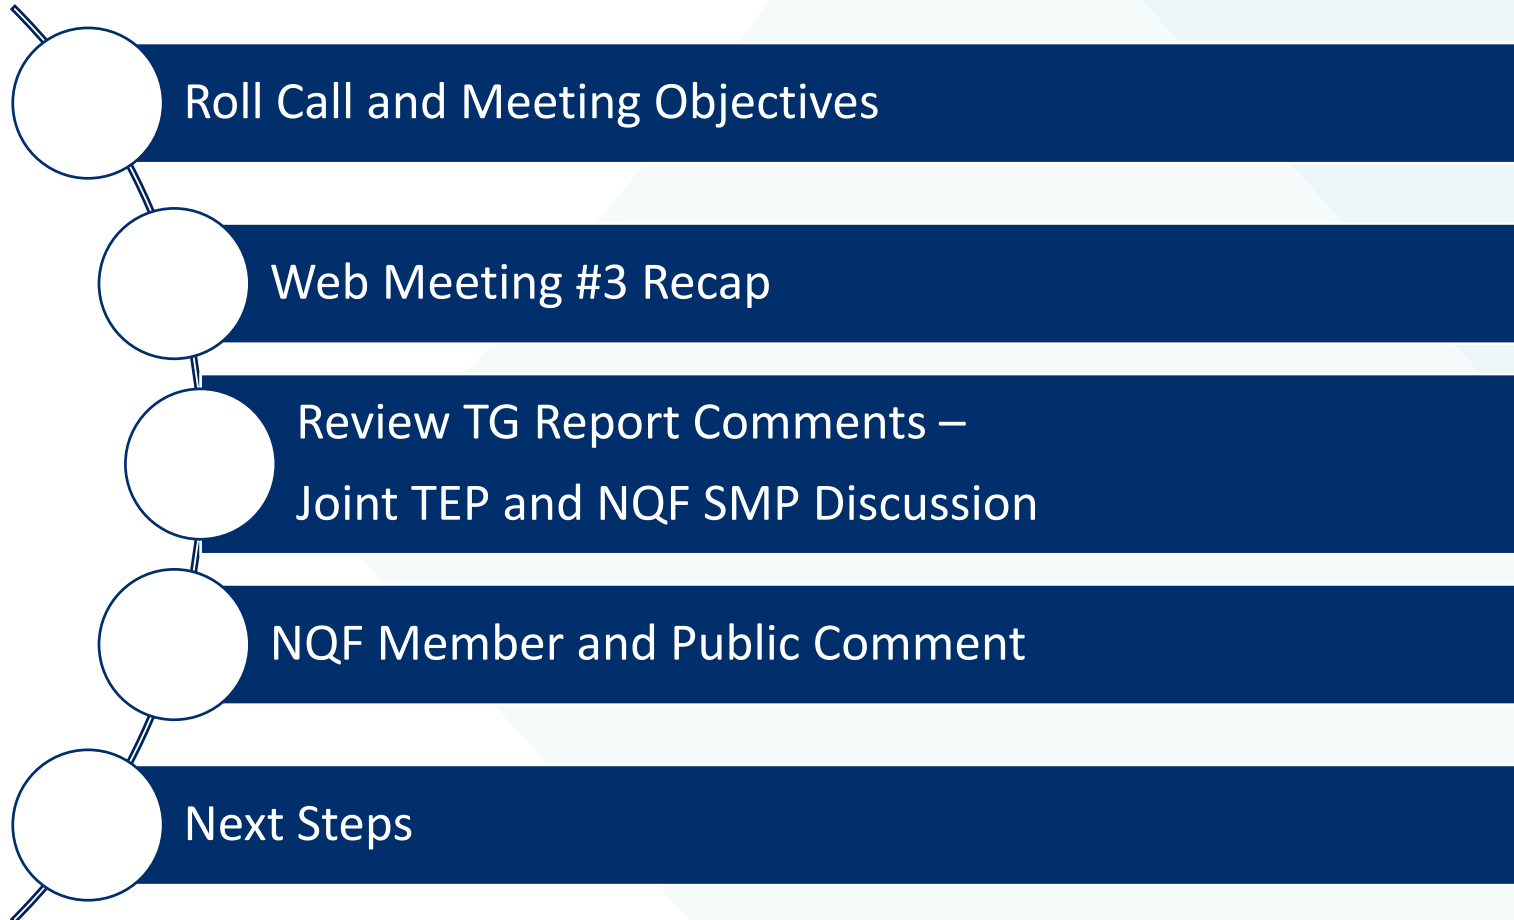 Roll Call and Meeting Objectives
Web Meeting #3 Recap
Review TG Report Comments –
Joint TEP and NQF SMP Discussion
NQF Member and Public Comment
Next Steps